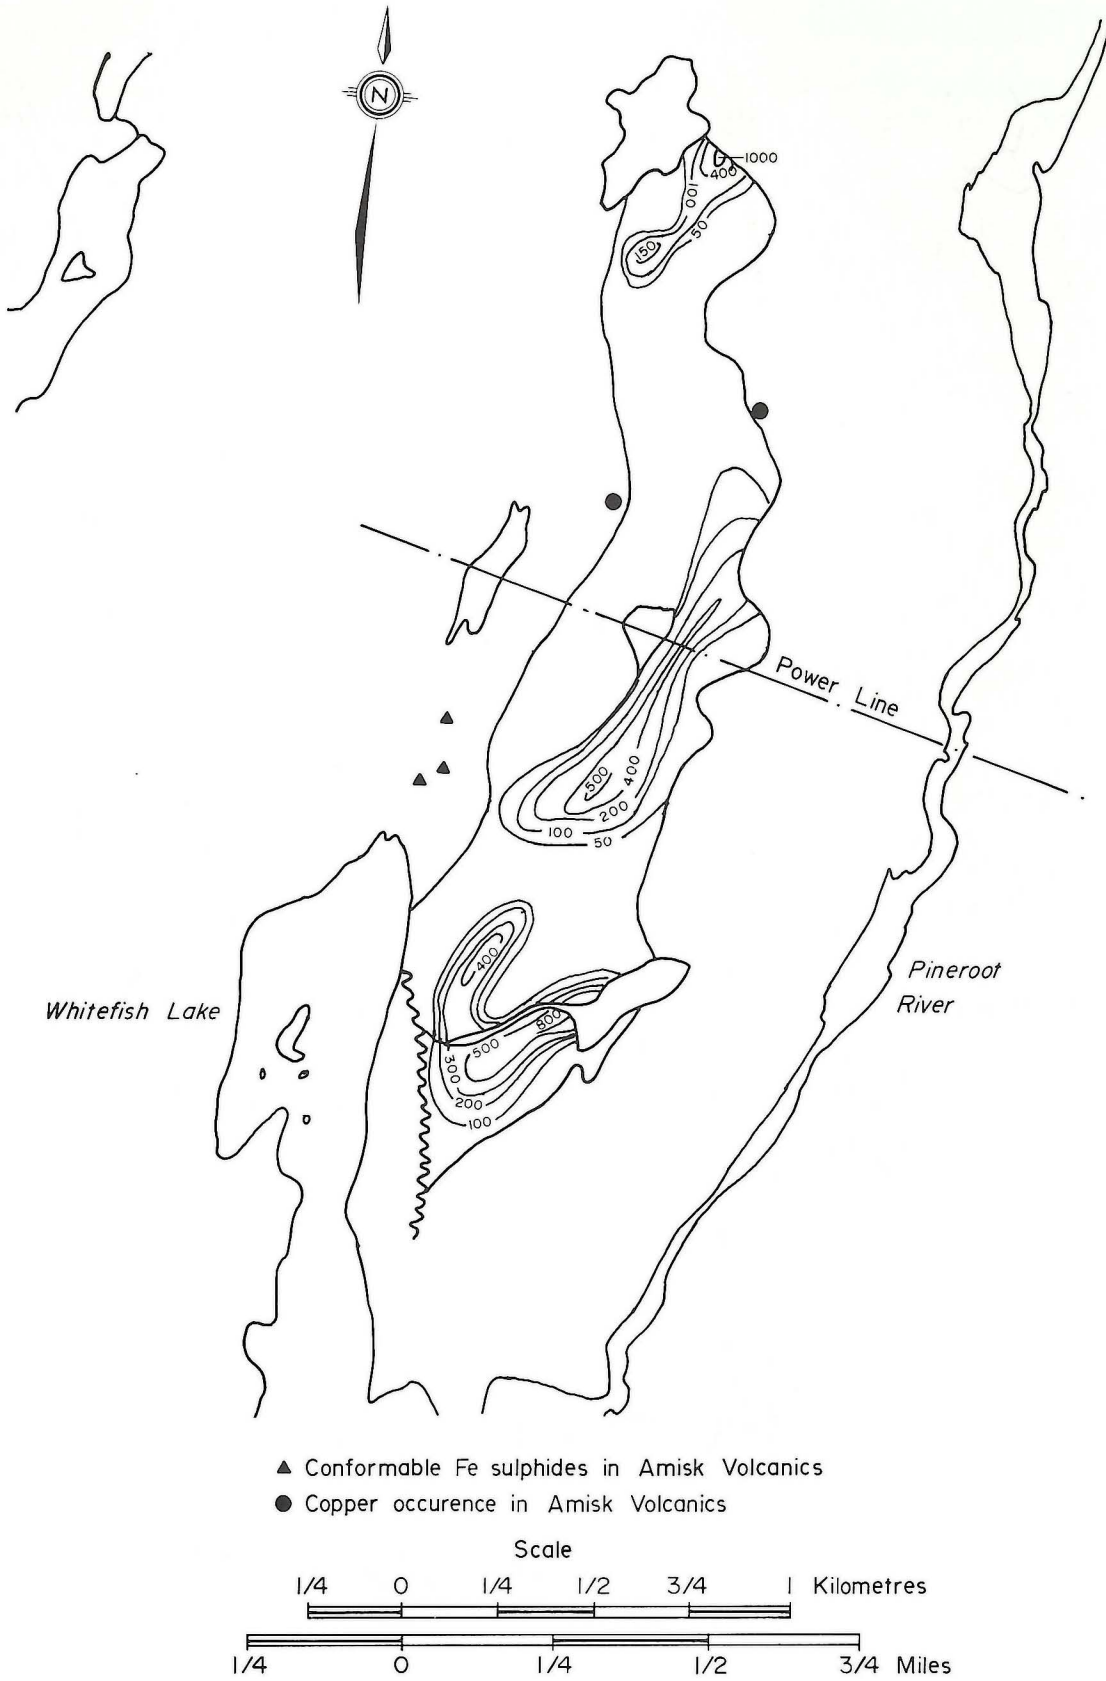 N
1000
400
100
50
150
Power Line
500
400
200
100
50
400
Pineroot
River
Whitefish Lake
800
500
300
200
100
Conformable Fe sulphides in Amisk Volcanics
Copper occurence in Amisk Volcanics
Scale
1/4 0 1/4 1/2 3/4 1 Kilometres
1/4 0 1/4 1/2 3/4 Miles